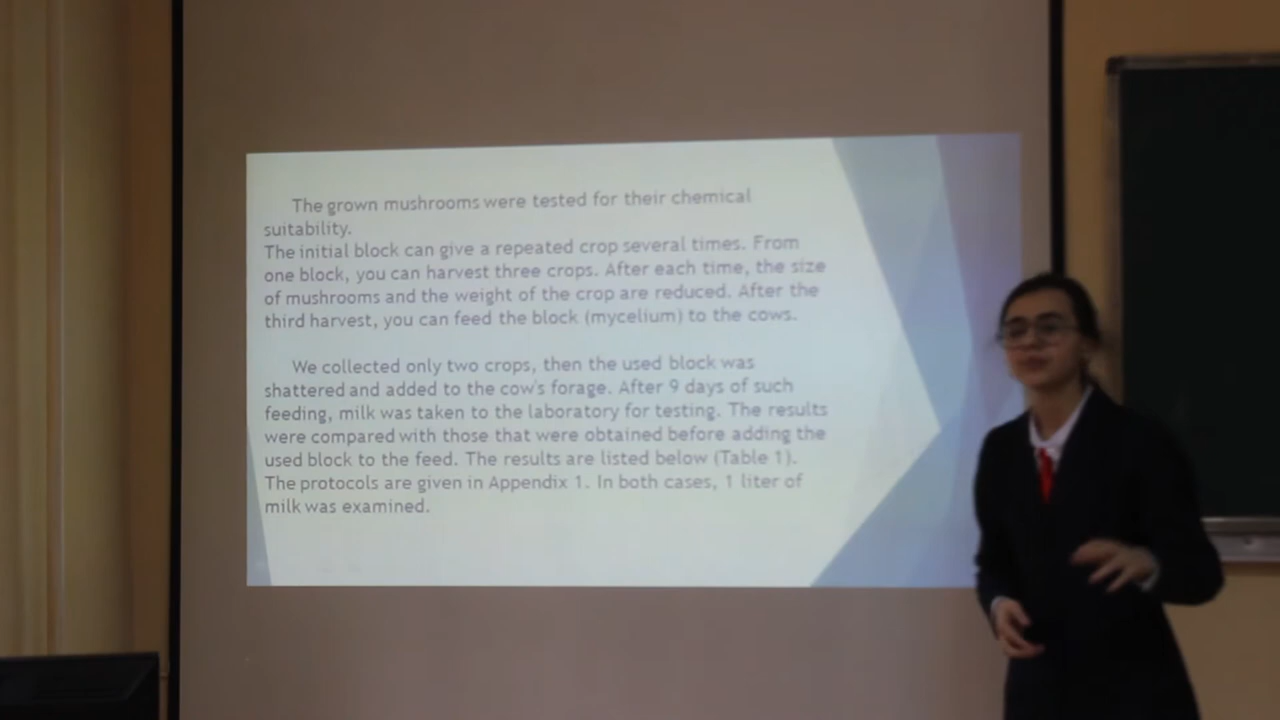 The grown mushrooms were tested for their chemical
suitability.
The initial block can give a repeated crop several times. From
one block, you can harvest three crops. After each time, the size
of mushrooms and the weight of the crop are reduced. After the
third harvest, you can feed the block (mycelium) to the cows.
We collected only two crops, then the used block was
shattered and added to the cow's forage. After 9 days of such
feeding, milk was taken to the laboratory for testing. The results
were compared with those that were obtained before adding the
used block to the feed. The results are listed below (Table 1).
The protocols are given in Appendix 1. In both cases, 1 liter of
milk was examined.